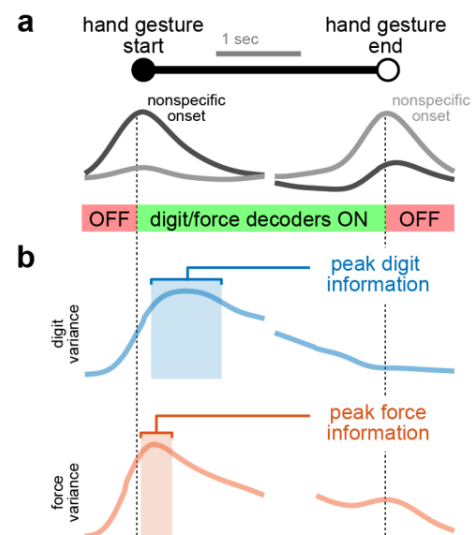 a
hand gesture
start
1 sec
hand gesture
end
nonspecific
onset
nonspecific
onset
OFF
digit/force decoders ON
OFF
b
peak digit
information
digit
variance
peak force
information
force
variance